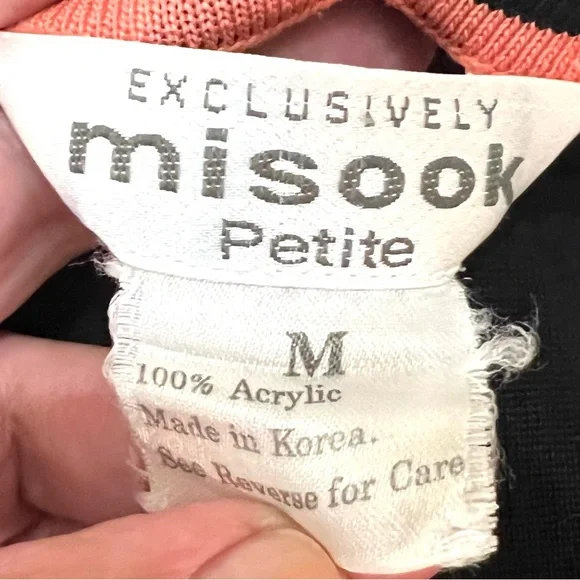 EXCLUSIVELY
misook
Petite
M
100% Acrylic
Made in Korea.
See Reverse for Care